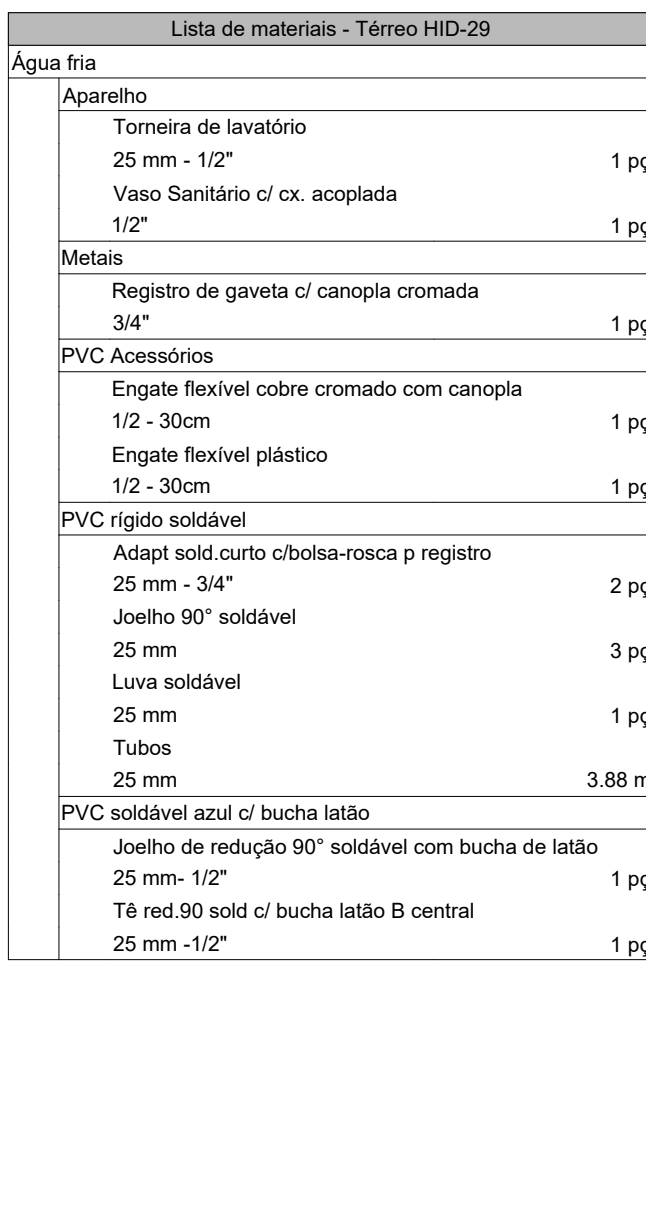 Lista de materiais - Térreo HID-29
Água fria
Aparelho
Torneira de lavatório
25 mm - 1/2" 1 pç
Vaso Sanitário c/ cx. acoplada
1/2" 1 pç
Metais
Registro de gaveta c/ canopla cromada
3/4" 1 pç
PVC Acessórios
Engate flexível cobre cromado com canopla
1/2 - 30cm 1 pç
Engate flexível plástico
1/2 - 30cm 1 pç
PVC rígido soldável
Adapt sold.curto c/bolsa-rosca p registro
25 mm - 3/4" 2 pç
Joelho 90° soldável
25 mm 3 pç
Luva soldável
25 mm 1 pç
Tubos
25 mm 3.88 m
PVC soldável azul c/ bucha latão
Joelho de redução 90° soldável com bucha de latão
25 mm- 1/2" 1 pç
Tê red.90 sold c/ bucha latão B central
25 mm -1/2" 1 pç